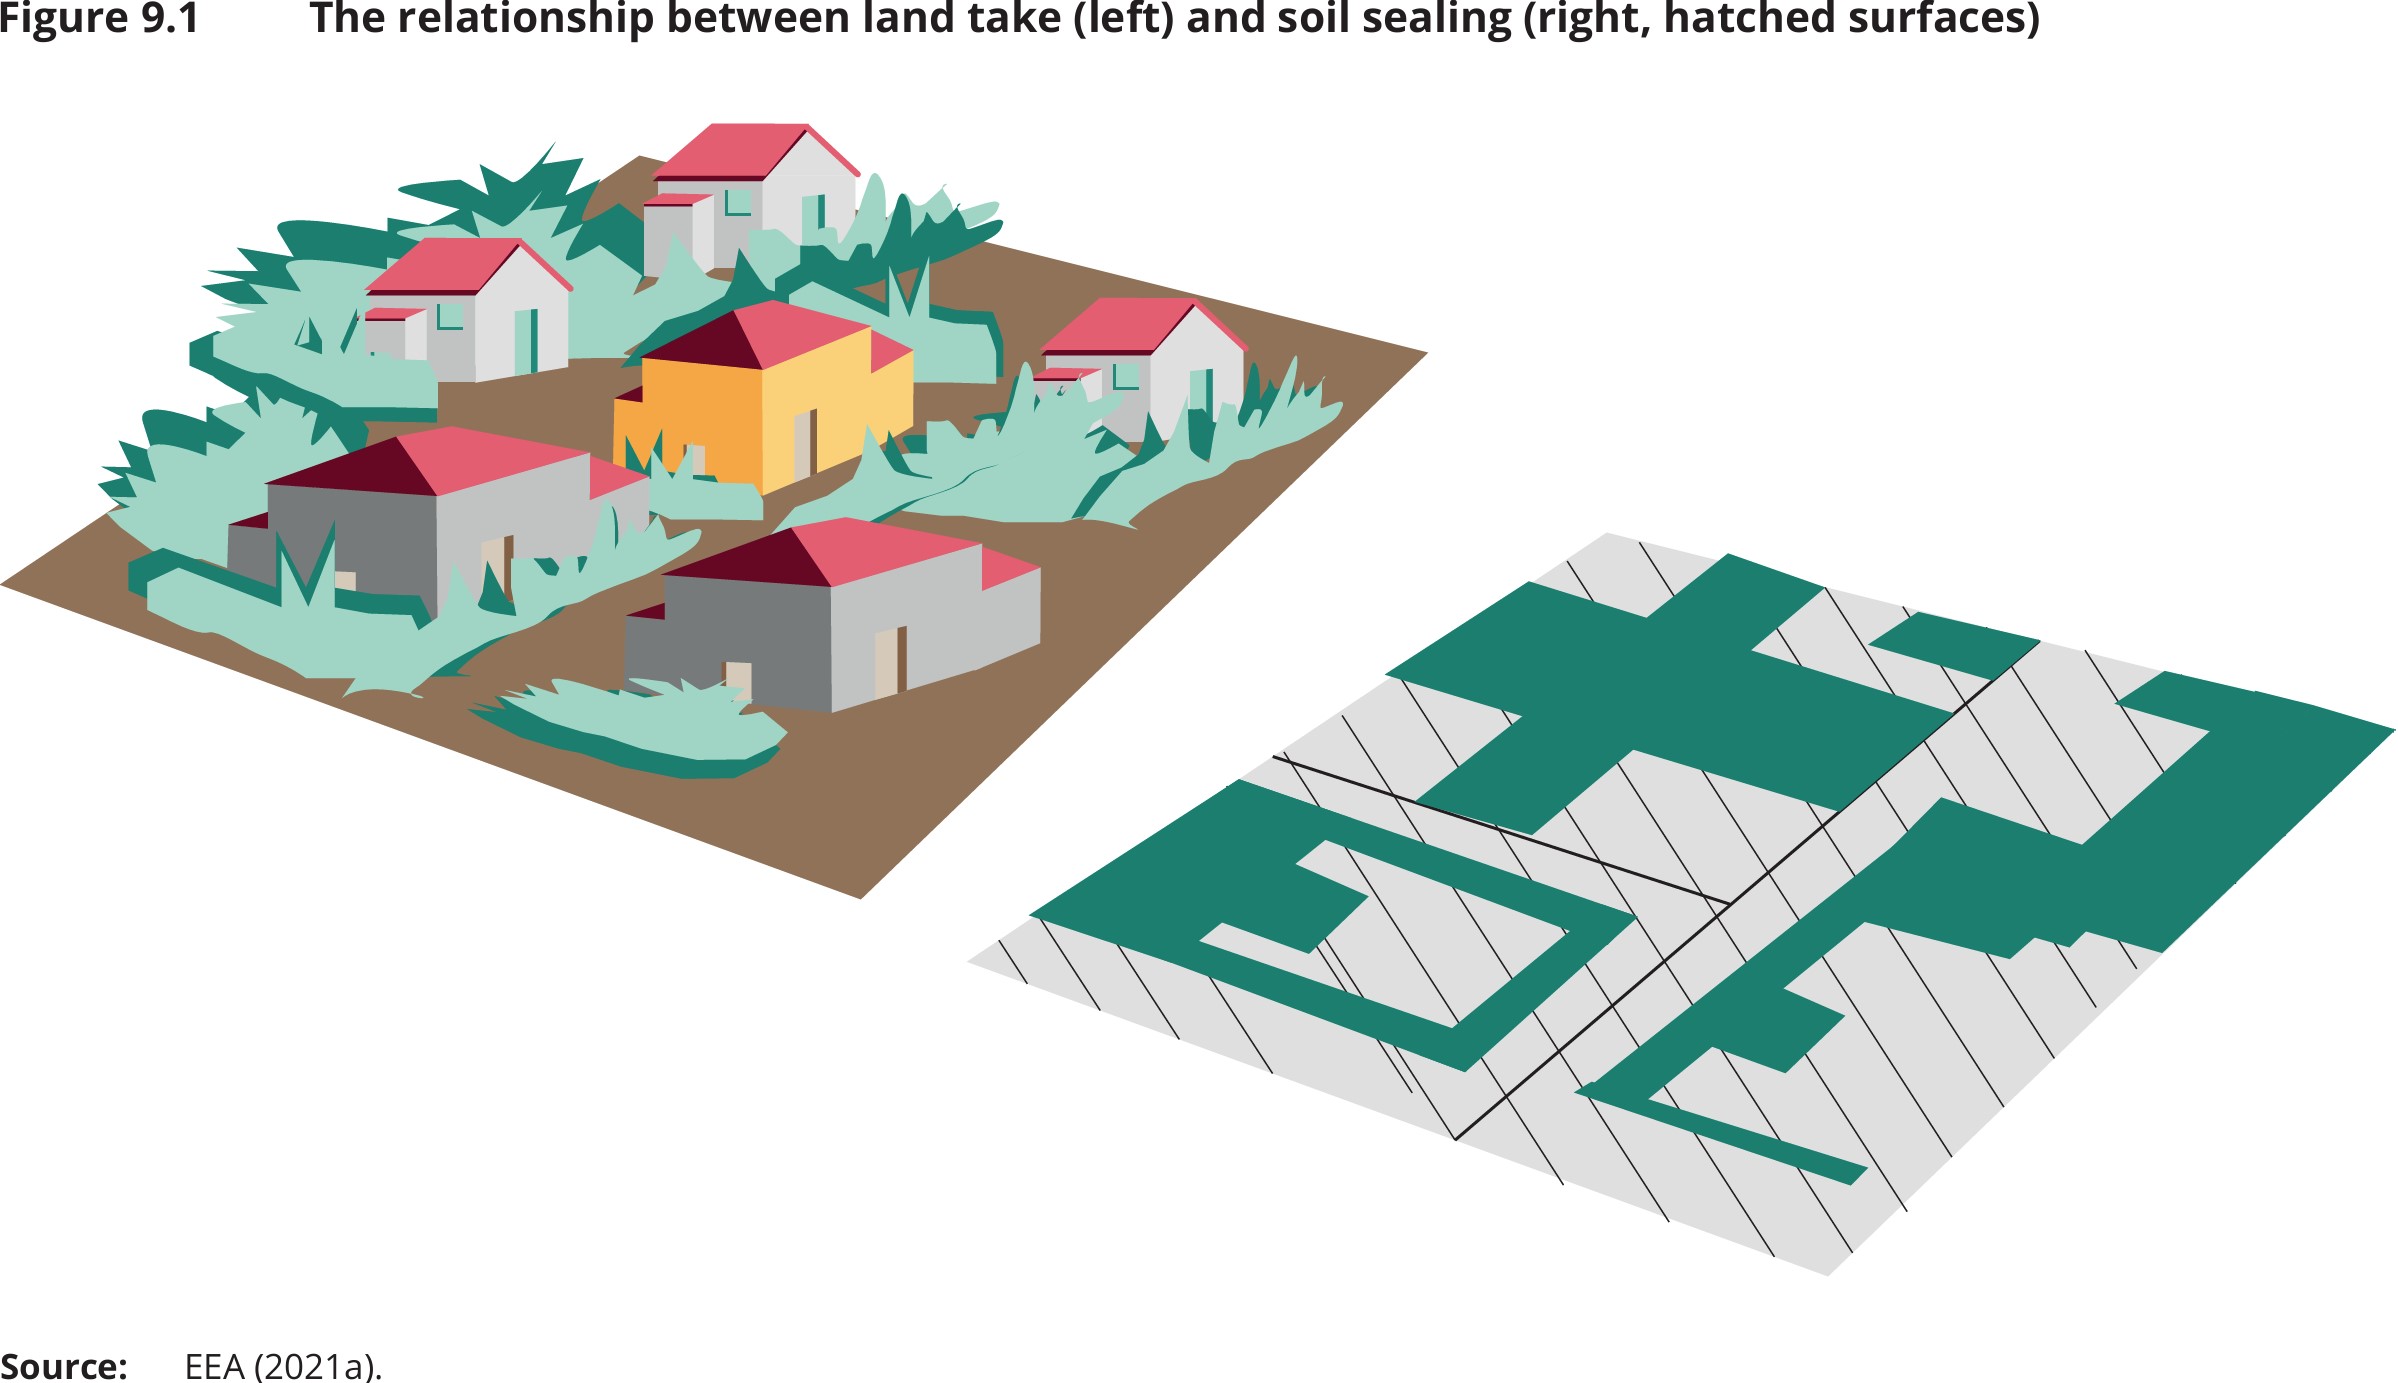 Figure 9.1 The relationship between land take (left) and soil sealing (right, hatched surfaces)
Source: EEA (2021a).